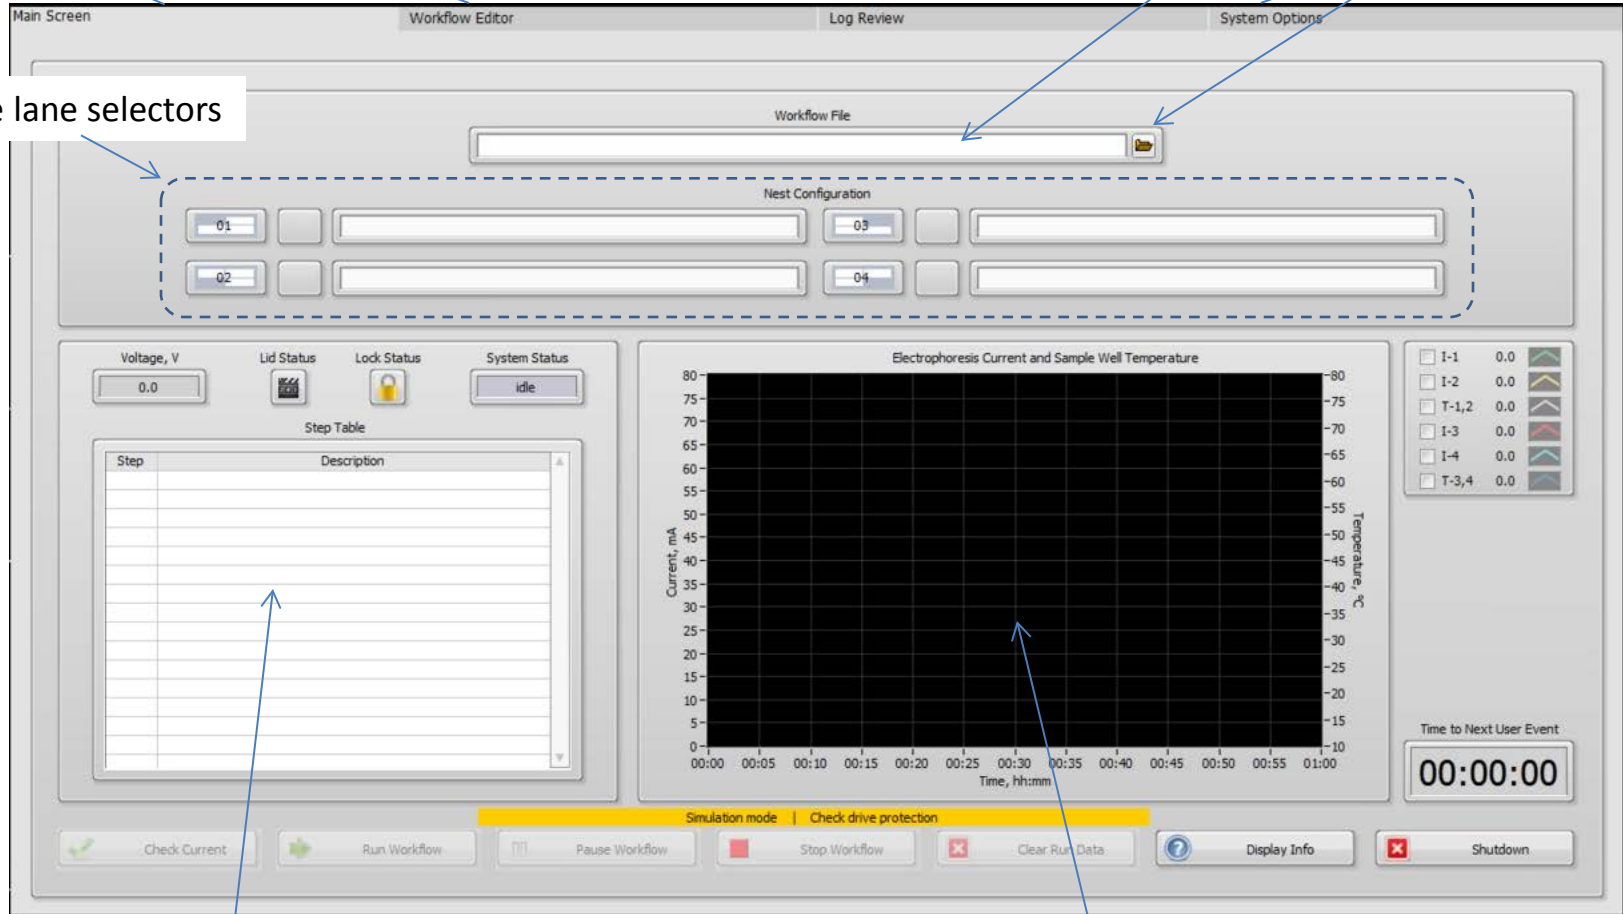 Main Screen
Workflow Editor
Log Review
System Options
lane selectors
Workflow File
Nest Configuration
01
03
02
04
Voltage, V
Lid Status
Lock Status
System Status
0.0
idle
Step Table
Step
Description
Electrophoresis Current and Sample Well Temperature
80
75
70
65
60
55
50
45
40
35
30
25
20
15
10
5
0
Current, mA
80
75
70
65
60
55
50
45
40
35
30
25
20
15
10
Temperature, ºC
00:00 00:05 00:10 00:15 00:20 00:25 00:30 00:35 00:40 00:45 00:50 00:55 01:00
Time, hh:mm
I-1 0.0
I-2 0.0
T-1,2 0.0
I-3 0.0
I-4 0.0
T-3,4 0.0
Time to Next User Event
00:00:00
Simulation mode | Check drive protection
Check Current
Run Workflow
Pause Workflow
Stop Workflow
Clear Run Data
Display Info
Shutdown